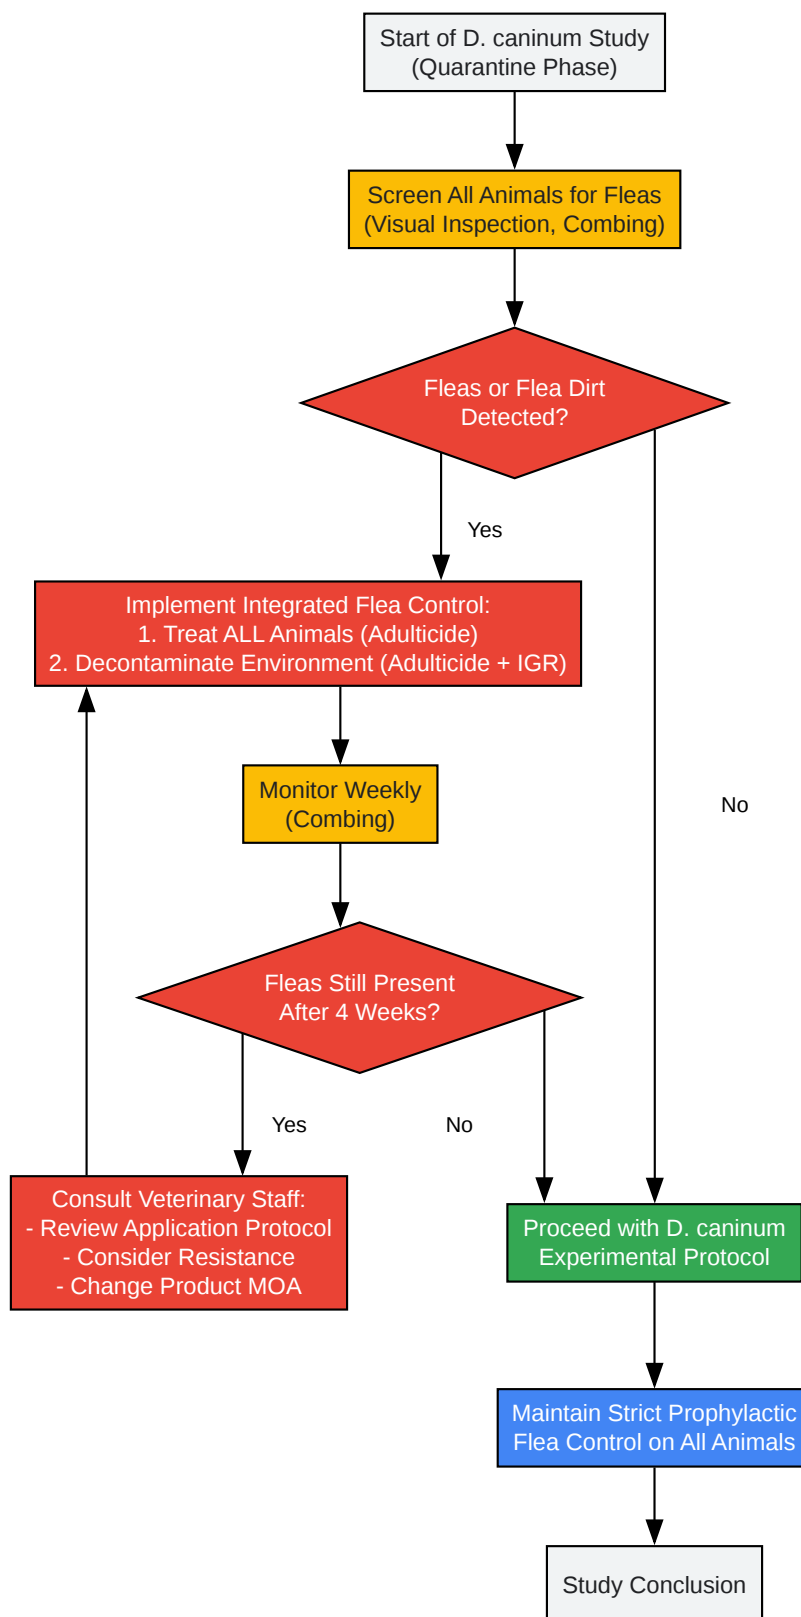 Start of D. caninum Study
(Quarantine Phase)
Screen All Animals for Fleas
(Visual Inspection, Combing)
Fleas or Flea Dirt
Detected?
Yes
Implement Integrated Flea Control:
1. Treat ALL Animals (Adulticide)
2. Decontaminate Environment (Adulticide + IGR)
Monitor Weekly
(Combing)
No
Fleas Still Present
After 4 Weeks?
Yes
No
Consult Veterinary Staff:
- Review Application Protocol
- Consider Resistance
- Change Product MOA
Proceed with D. caninum
Experimental Protocol
Maintain Strict Prophylactic
Flea Control on All Animals
Study Conclusion